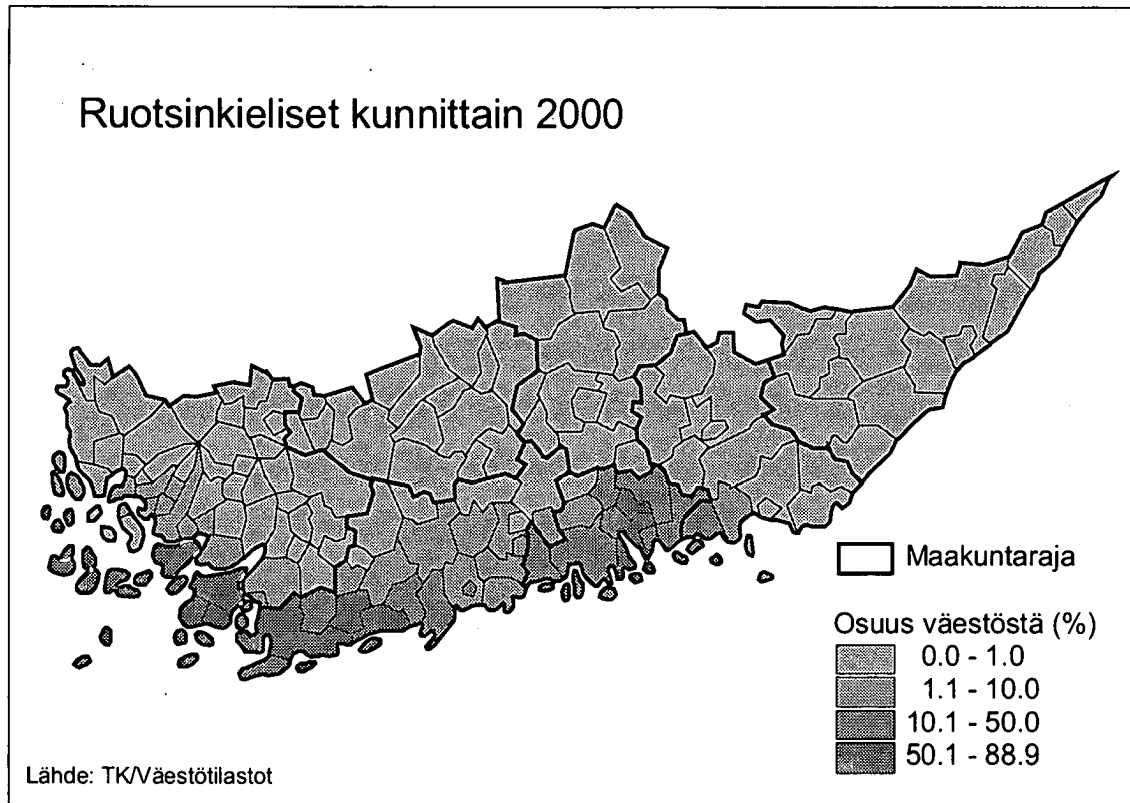 Ruotsinkieliset kunnittain 2000
Maakuntaraja
Osuus väestöstä (%)
0.0 - 1.0
1.1 - 10.0
10.1 - 50.0
50.1 - 88.9
Lähde: TK/Väestötilastot